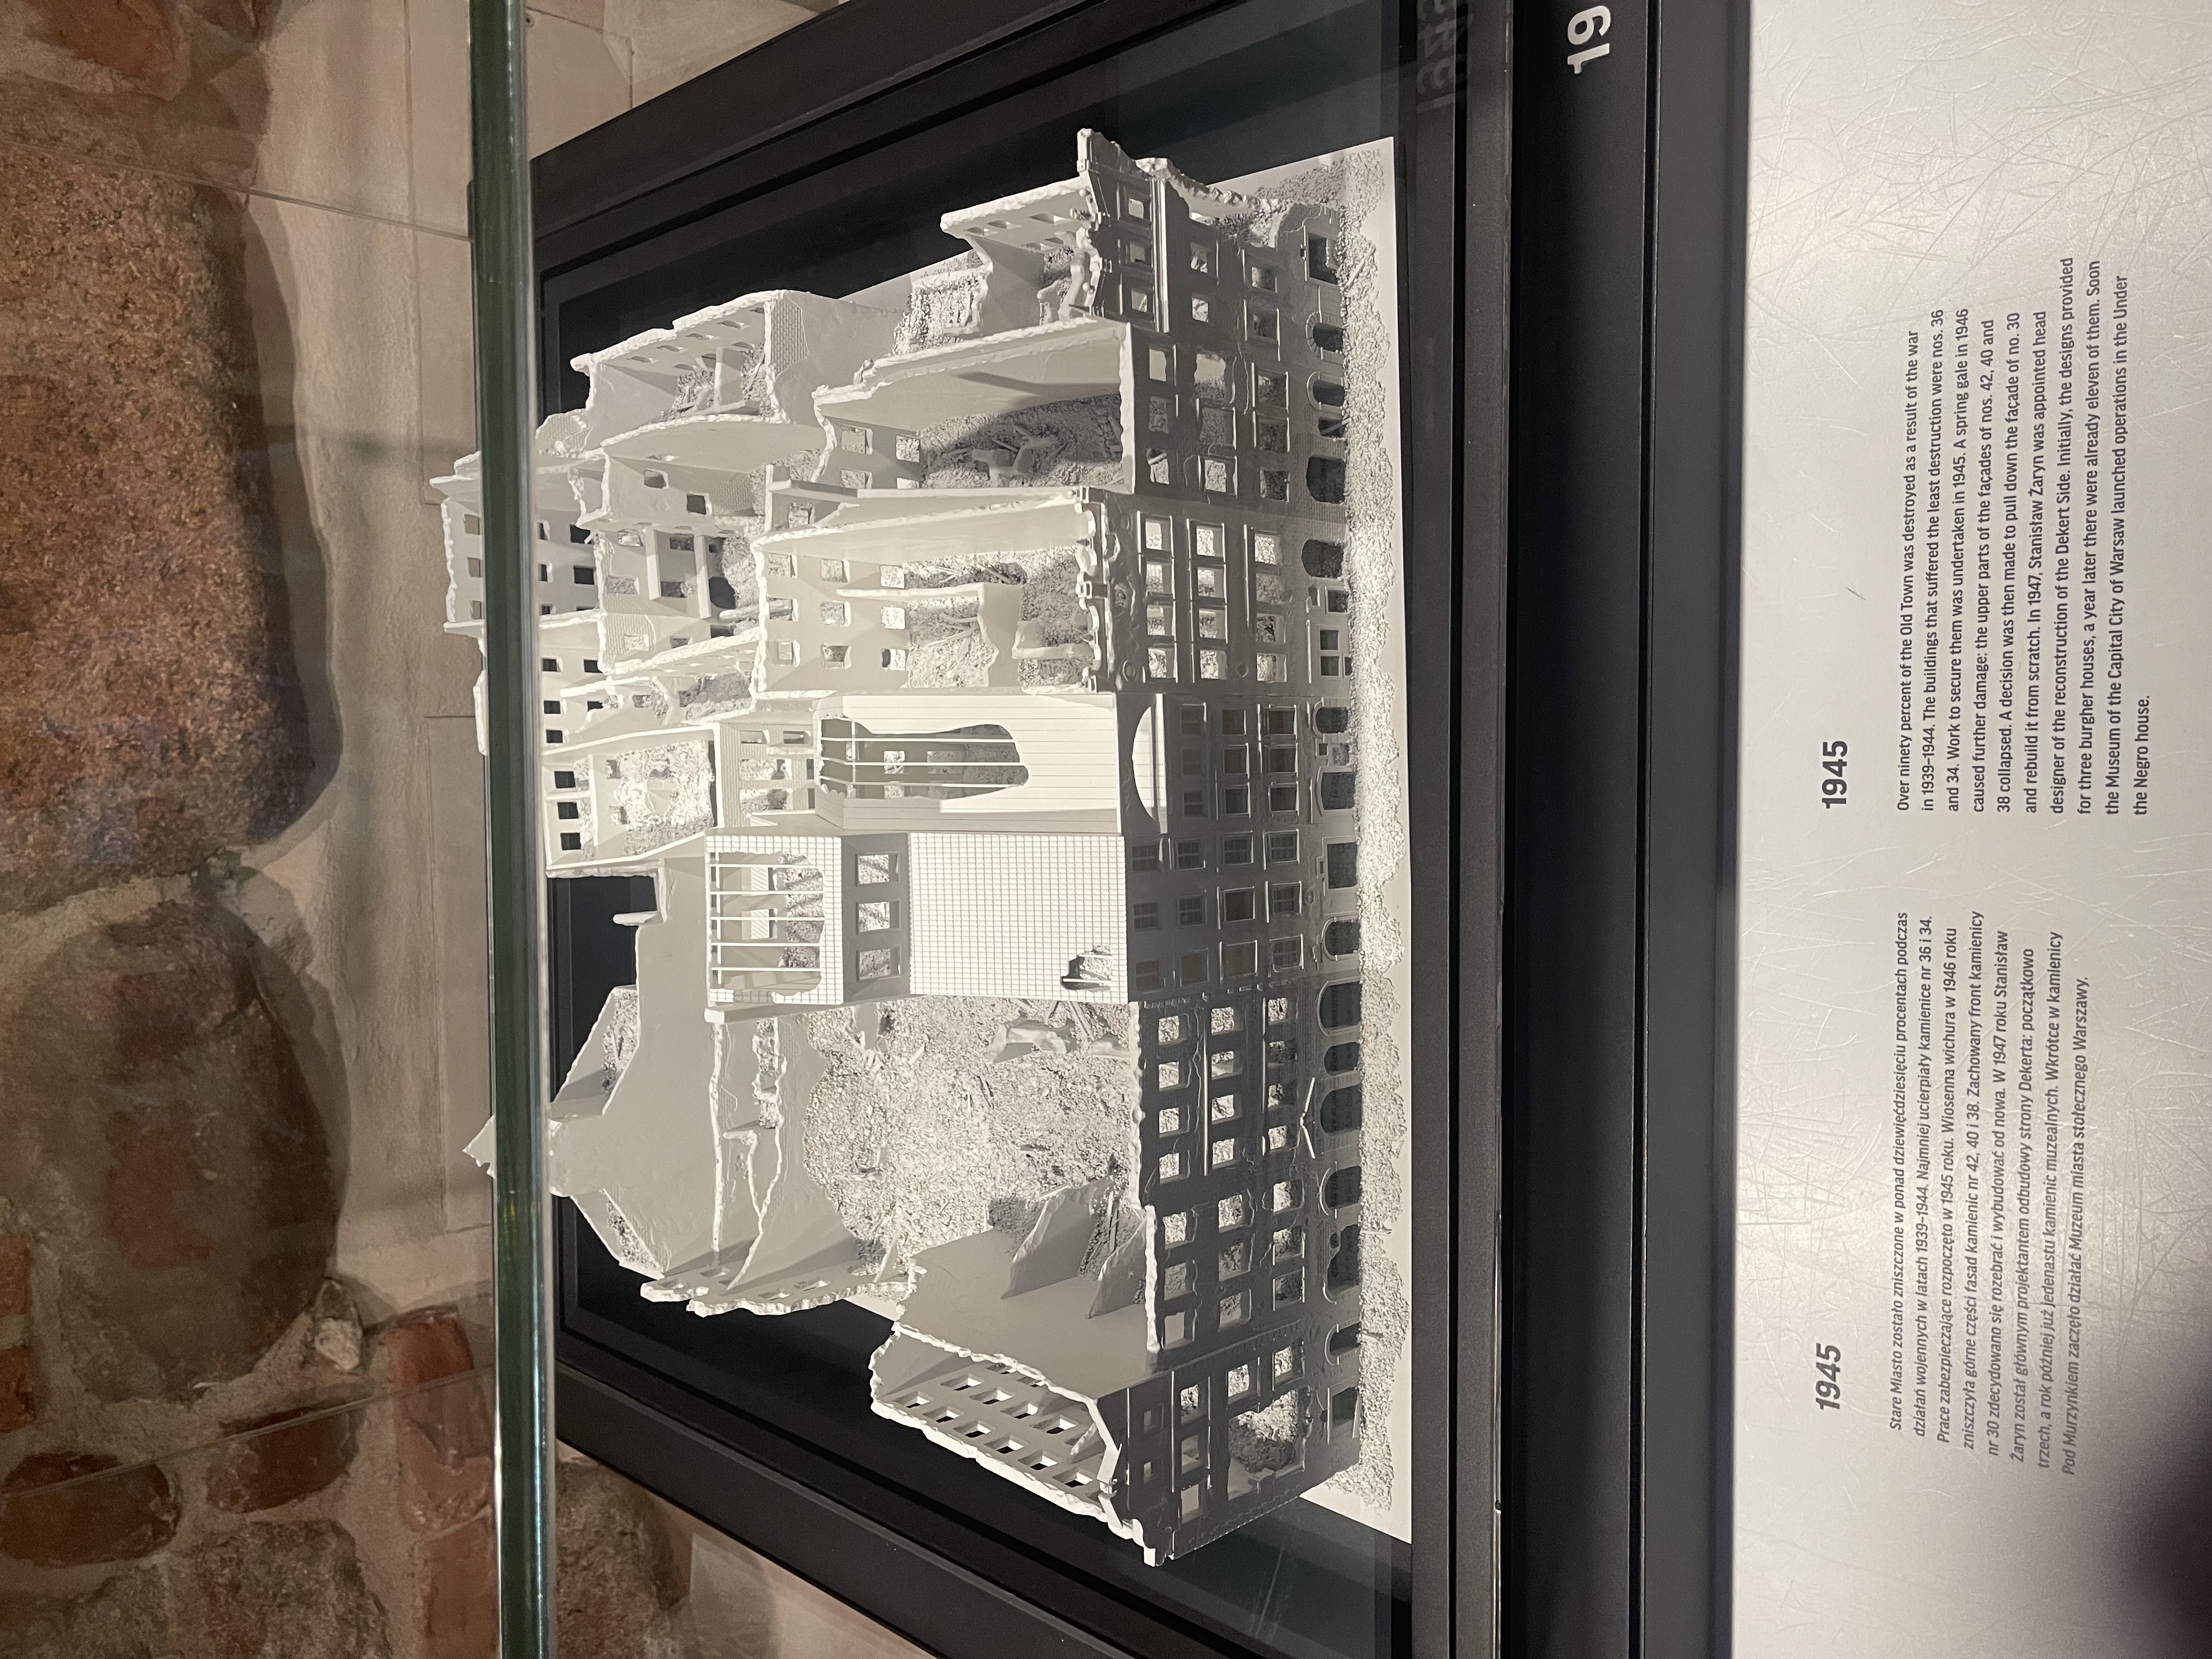 19
1945
Stare Miasto zostało zniszczone w ponad dziewięćdziesięciu procentach podczas
działań wojennych w latach 1939–1944. Najmniej ucierpiały kamienice nr 36 i 34.
Prace zabezpieczające rozpoczęto w 1945 roku. Wiosenna wichura w 1946 roku
zniszczyła górne części fasad kamienic nr 42, 40 i 38. Zachowany front kamienicy
nr 30 zdecydowano się rozebrać i wybudować od nowa. W 1947 roku Stanisław
Żaryn został głównym projektantem odbudowy strony Dekerta: początkowo
trzech, a rok później już jedenastu kamienic muzealnych. Wkrótce w kamienicy
Pod Murzynkiem zaczęło działać Muzeum miasta stołecznego Warszawy.
1945
Over ninety percent of the Old Town was destroyed as a result of the war
in 1939–1944. The buildings that suffered the least destruction were nos. 36
and 34. Work to secure them was undertaken in 1945. A spring gale in 1946
caused further damage: the upper parts of the façades of nos. 42, 40 and
38 collapsed. A decision was then made to pull down the façade of no. 30
and rebuild it from scratch. In 1947, Stanisław Żaryn was appointed head
designer of the reconstruction of the Dekert Side. Initially, the designs provided
for three burgher houses, a year later there were already eleven of them. Soon
the Museum of the Capital City of Warsaw launched operations in the Under
the Negro house.